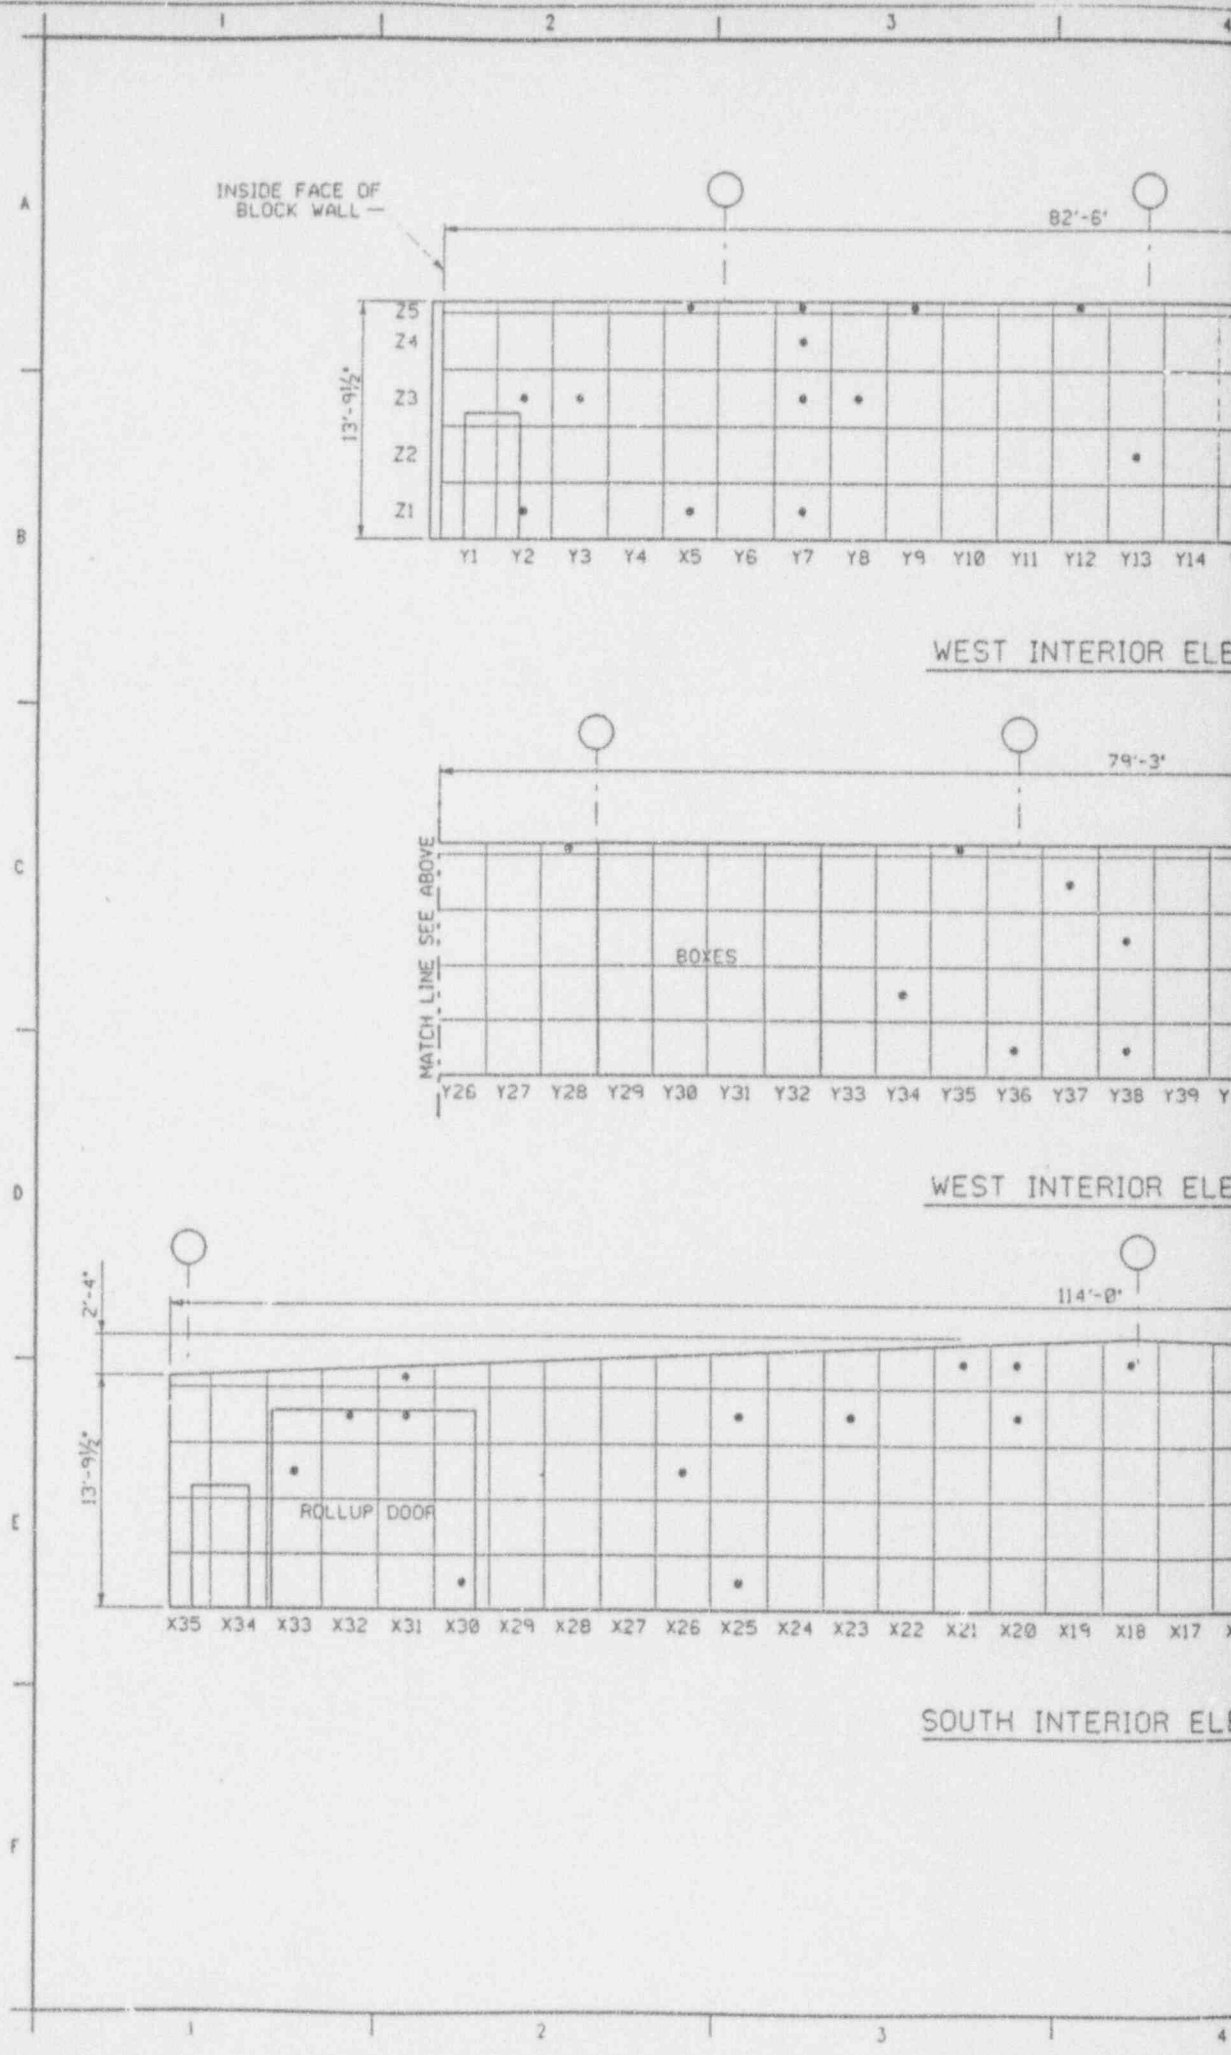 1 2 3 4
A
INSIDE FACE OF
BLOCK WALL
82'-6"
Z5
Z4
13'-9½"
Z3
Z2
Z1
B
Y1 Y2 Y3 Y4 X5 Y6 Y7 Y8 Y9 Y10 Y11 Y12 Y13 Y14
WEST INTERIOR ELE
79'-3"
C
MATCH LINE SEE ABOVE
BOXES
Y26 Y27 Y28 Y29 Y30 Y31 Y32 Y33 Y34 Y35 Y36 Y37 Y38 Y39 Y
D
WEST INTERIOR ELE
2'-4"
114'-0"
13'-9½"
E
ROLLUP DOOR
X35 X34 X33 X32 X31 X30 X29 X28 X27 X26 X25 X24 X23 X22 X21 X20 X19 X18 X17 X
SOUTH INTERIOR ELE
F
1 2 3 4